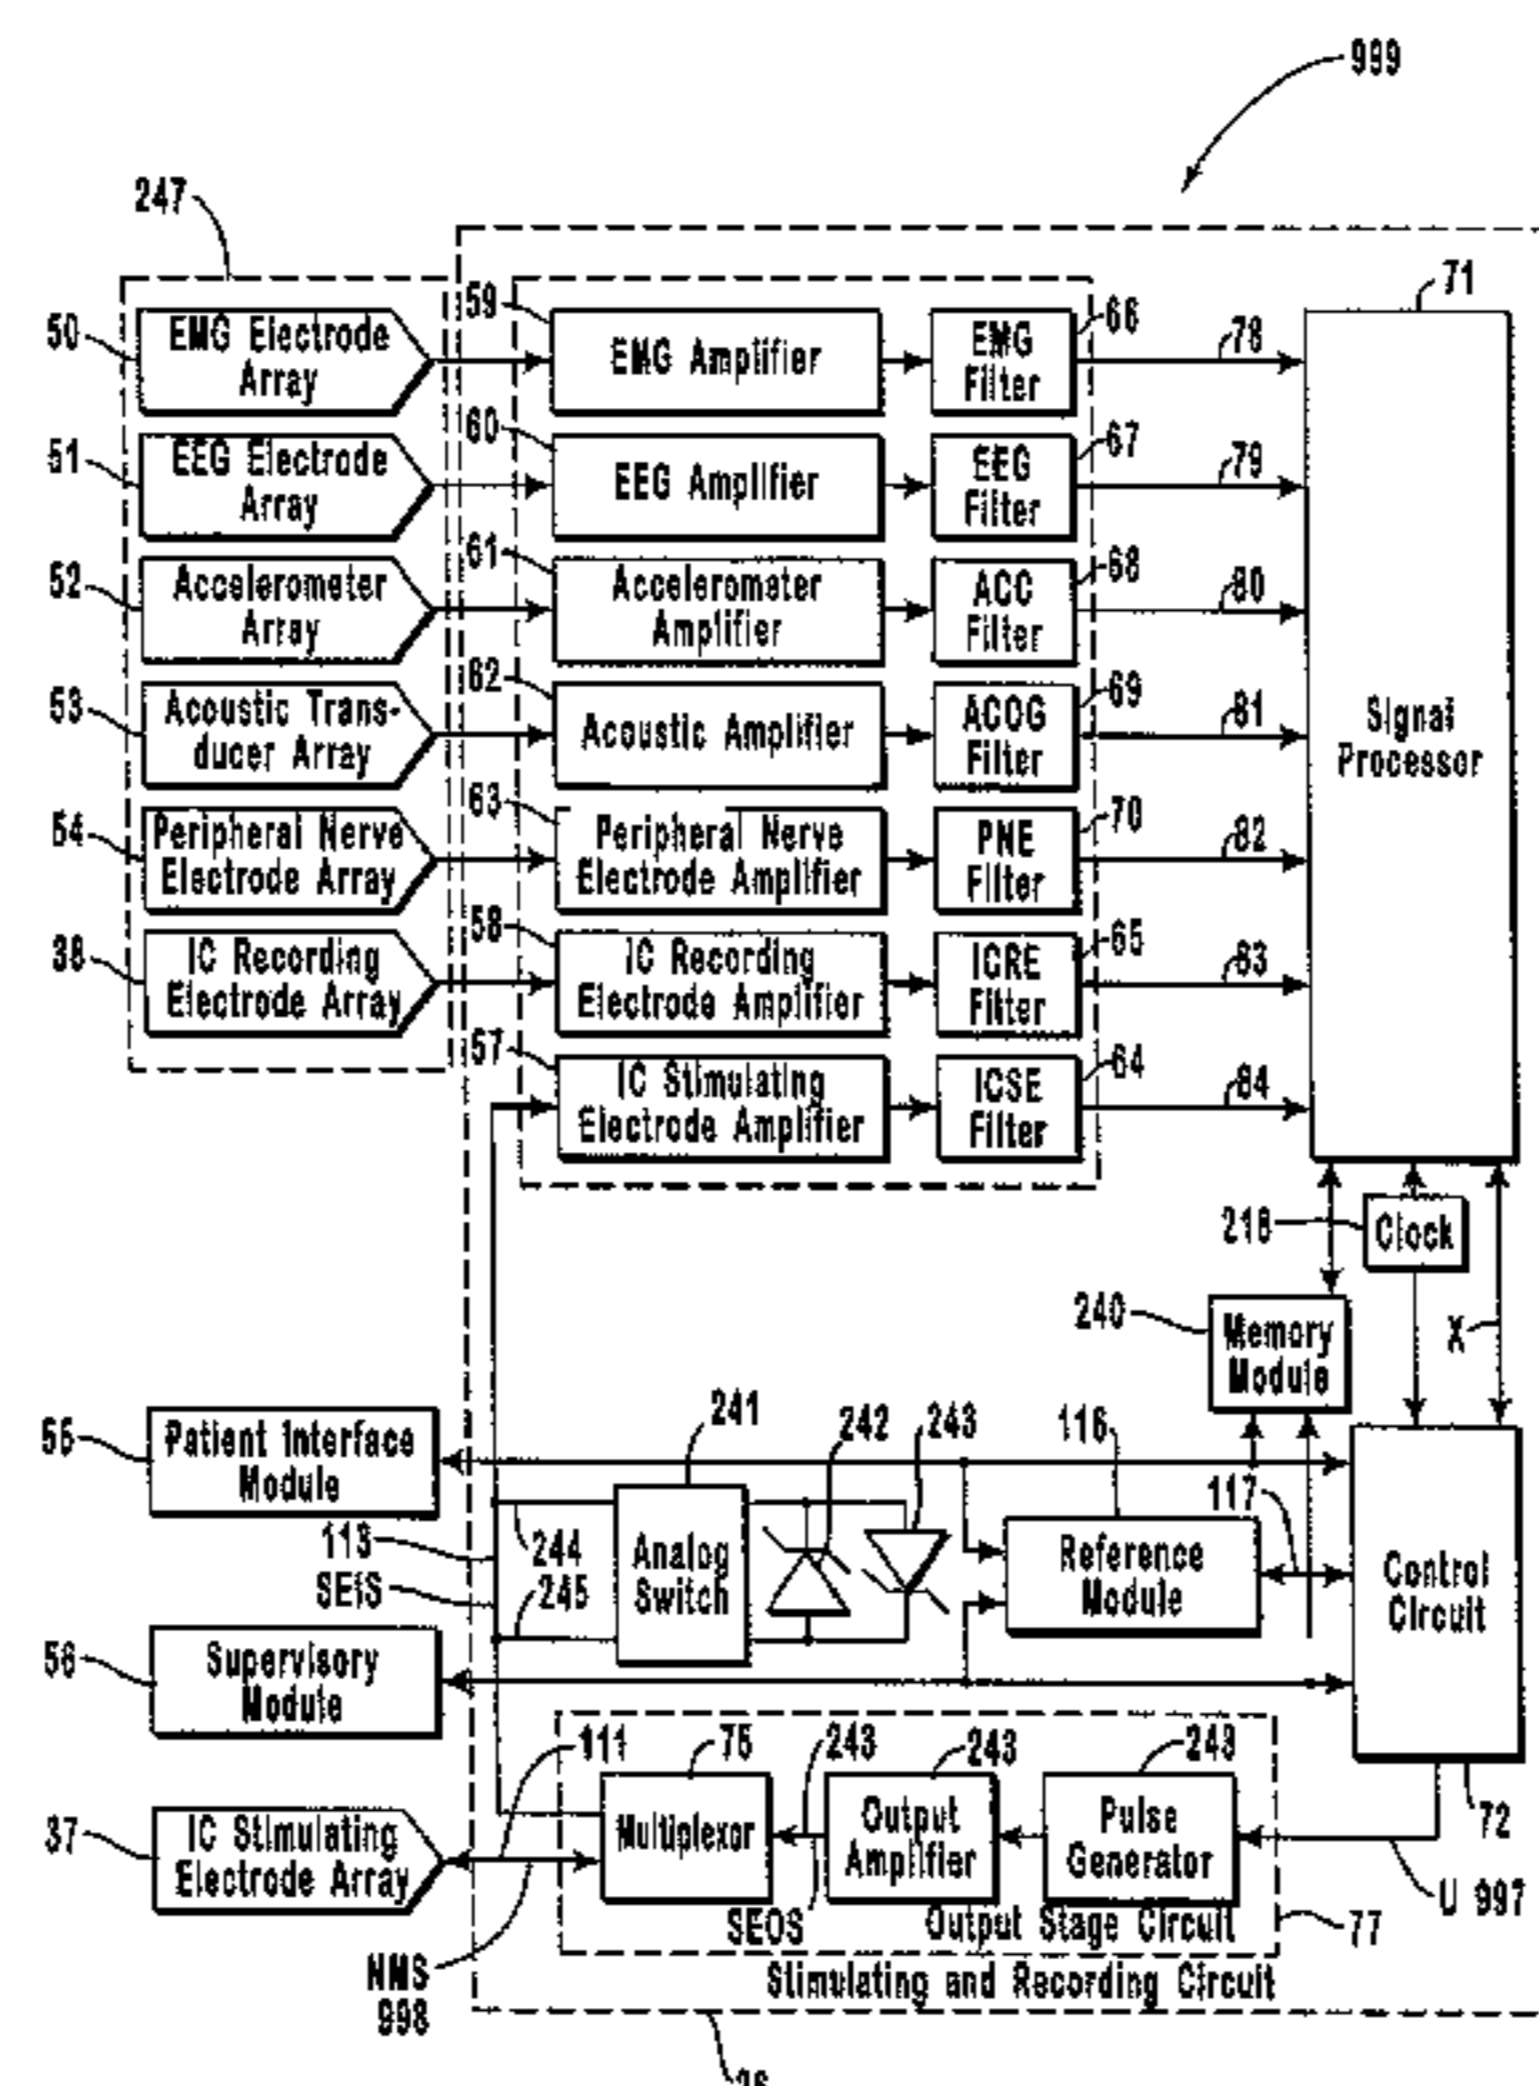 999
247
50
EMG Electrode
Array
59
EMG Amplifier
EMG
Filter
66
78
71
51
EEG Electrode
Array
60
EEG Amplifier
EEG
Filter
67
79
52
Accelerometer
Array
61
Accelerometer
Amplifier
ACC
Filter
68
80
53
Acoustic Trans-
ducer Array
62
Acoustic Amplifier
ACOG
Filter
69
81
Signal
Processor
54
Peripheral Nerve
Electrode Array
63
Peripheral Nerve
Electrode Amplifier
PNE
Filter
70
82
38
IC Recording
Electrode Array
58
IC Recording
Electrode Amplifier
ICRE
Filter
65
83
57
IC Stimulating
Electrode Amplifier
ICSE
Filter
64
84
218
Clock
240
Memory
Module
X
55
Patient Interface
Module
241
242
243
116
117
113
SEIS
244
245
Analog
Switch
Reference
Module
Control
Circuit
56
Supervisory
Module
111
75
243
243
243
37
IC Stimulating
Electrode Array
Multiplexor
Output
Amplifier
Pulse
Generator
72
U 997
SEOS
Output Stage Circuit
77
NMS
998
Stimulating and Recording Circuit